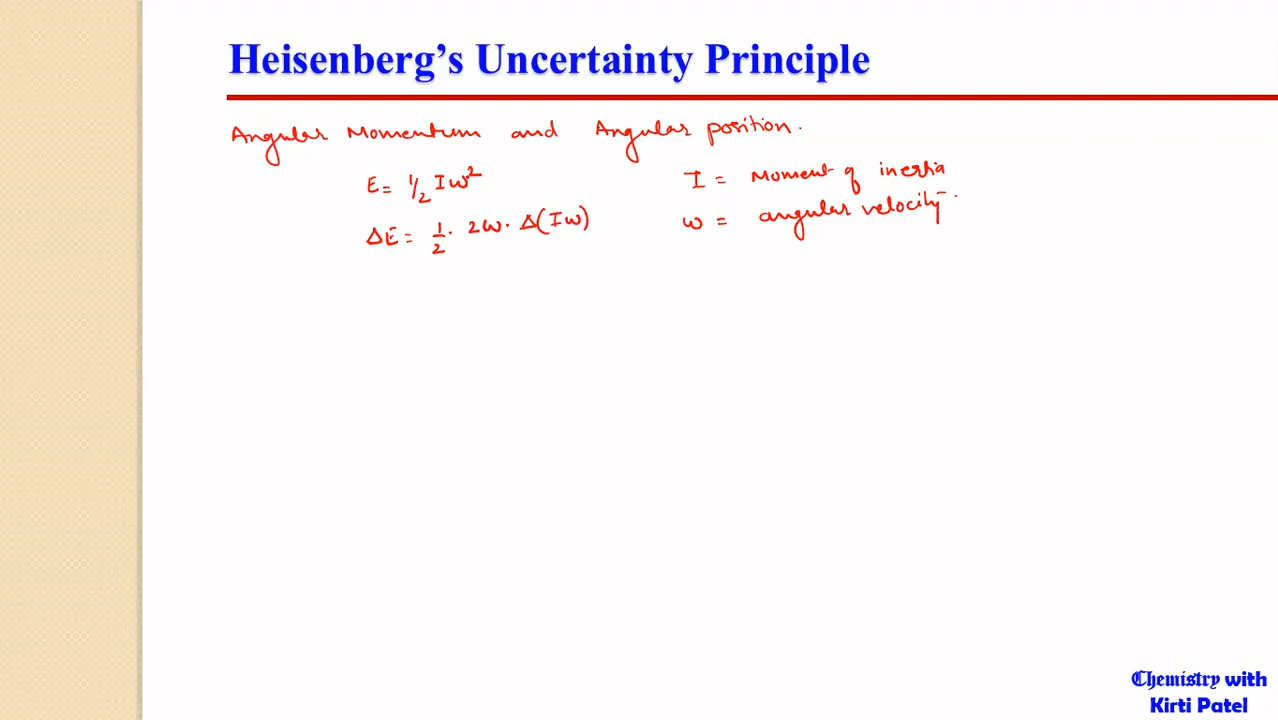 Heisenberg's Uncertainty Principle
Angular Momentum and Angular position.
E = 1/2 Iω²
I = Moment of inertia
ΔE = 1/2 · 2ω · Δ(Iω)
ω = angular velocity.
Chemistry with
Kirti Patel